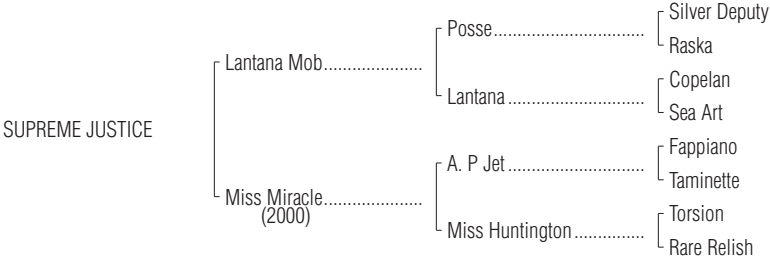 Silver Deputy
Posse
Raska
Lantana Mob
Copelan
Lantana
Sea Art
SUPREME JUSTICE
Fappiano
A. P Jet
Taminette
Miss Miracle
(2000)
Torsion
Miss Huntington
Rare Relish